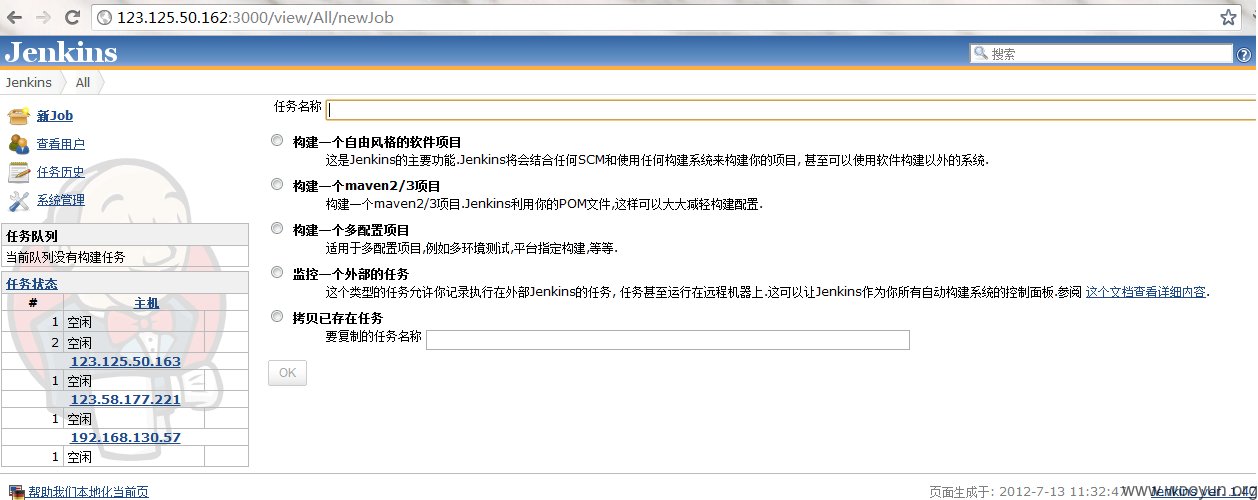 123.125.50.162:3000/view/All/newJob
Jenkins
搜索
Jenkins
All
新Job
查看用户
任务历史
系统管理
任务队列
当前队列没有构建任务
任务状态
# 主机
1 空闲
2 空闲
123.125.50.163
1 空闲
123.58.177.221
1 空闲
192.168.130.57
1 空闲
任务名称
构建一个自由风格的软件项目
这是Jenkins的主要功能.Jenkins将会结合任何SCM和使用任何构建系统来构建你的项目, 甚至可以使用软件构建以外的系统.
构建一个maven2/3项目
构建一个maven2/3项目.Jenkins利用你的POM文件,这样可以大大减轻构建配置.
构建一个多配置项目
适用于多配置项目,例如多环境测试,平台指定构建,等等.
监控一个外部的任务
这个类型的任务允许你记录执行在外部Jenkins的任务, 任务甚至运行在远程机器上.这可以让Jenkins作为你所有自动构建系统的控制面板.参阅 这个文档查看详细内容.
拷贝已存在任务
要复制的任务名称
OK
帮助我们本地化当前页
页面生成于: 2012-7-13 11:32:47
www.wooyun.org